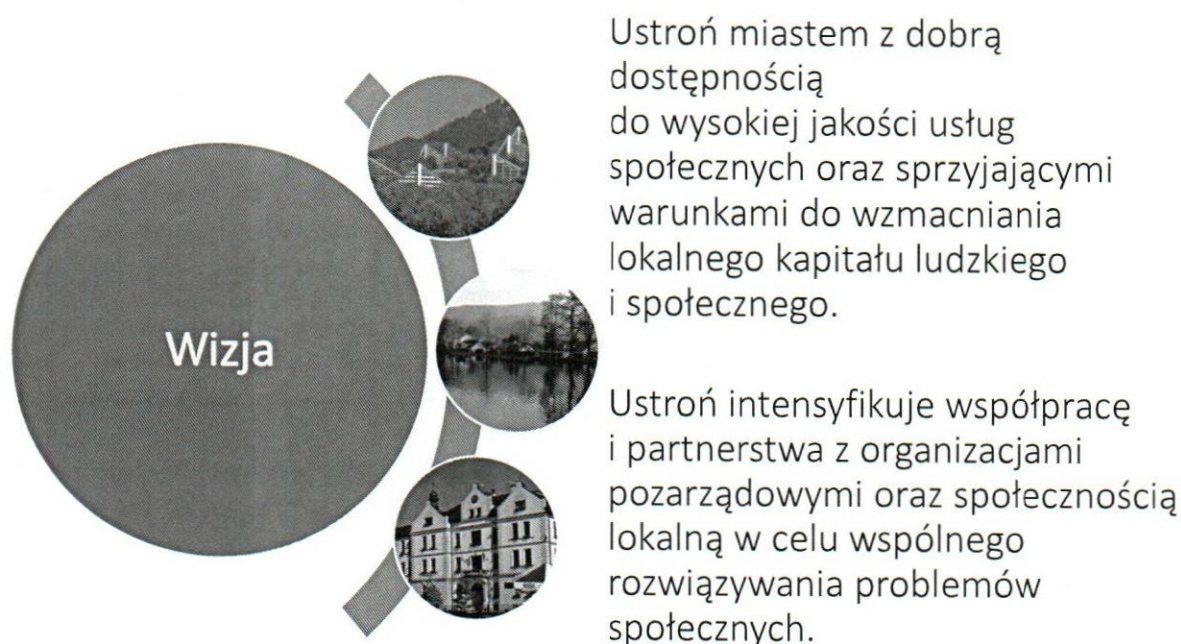 Wizja
Ustroń miastem z dobrą
dostępnością
do wysokiej jakości usług
społecznych oraz sprzyjającymi
warunkami do wzmacniania
lokalnego kapitału ludzkiego
i społecznego.
Ustroń intensyfikuje współpracę
i partnerstwa z organizacjami
pozarządowymi oraz społecznością
lokalną w celu wspólnego
rozwiązywania problemów
społecznych.